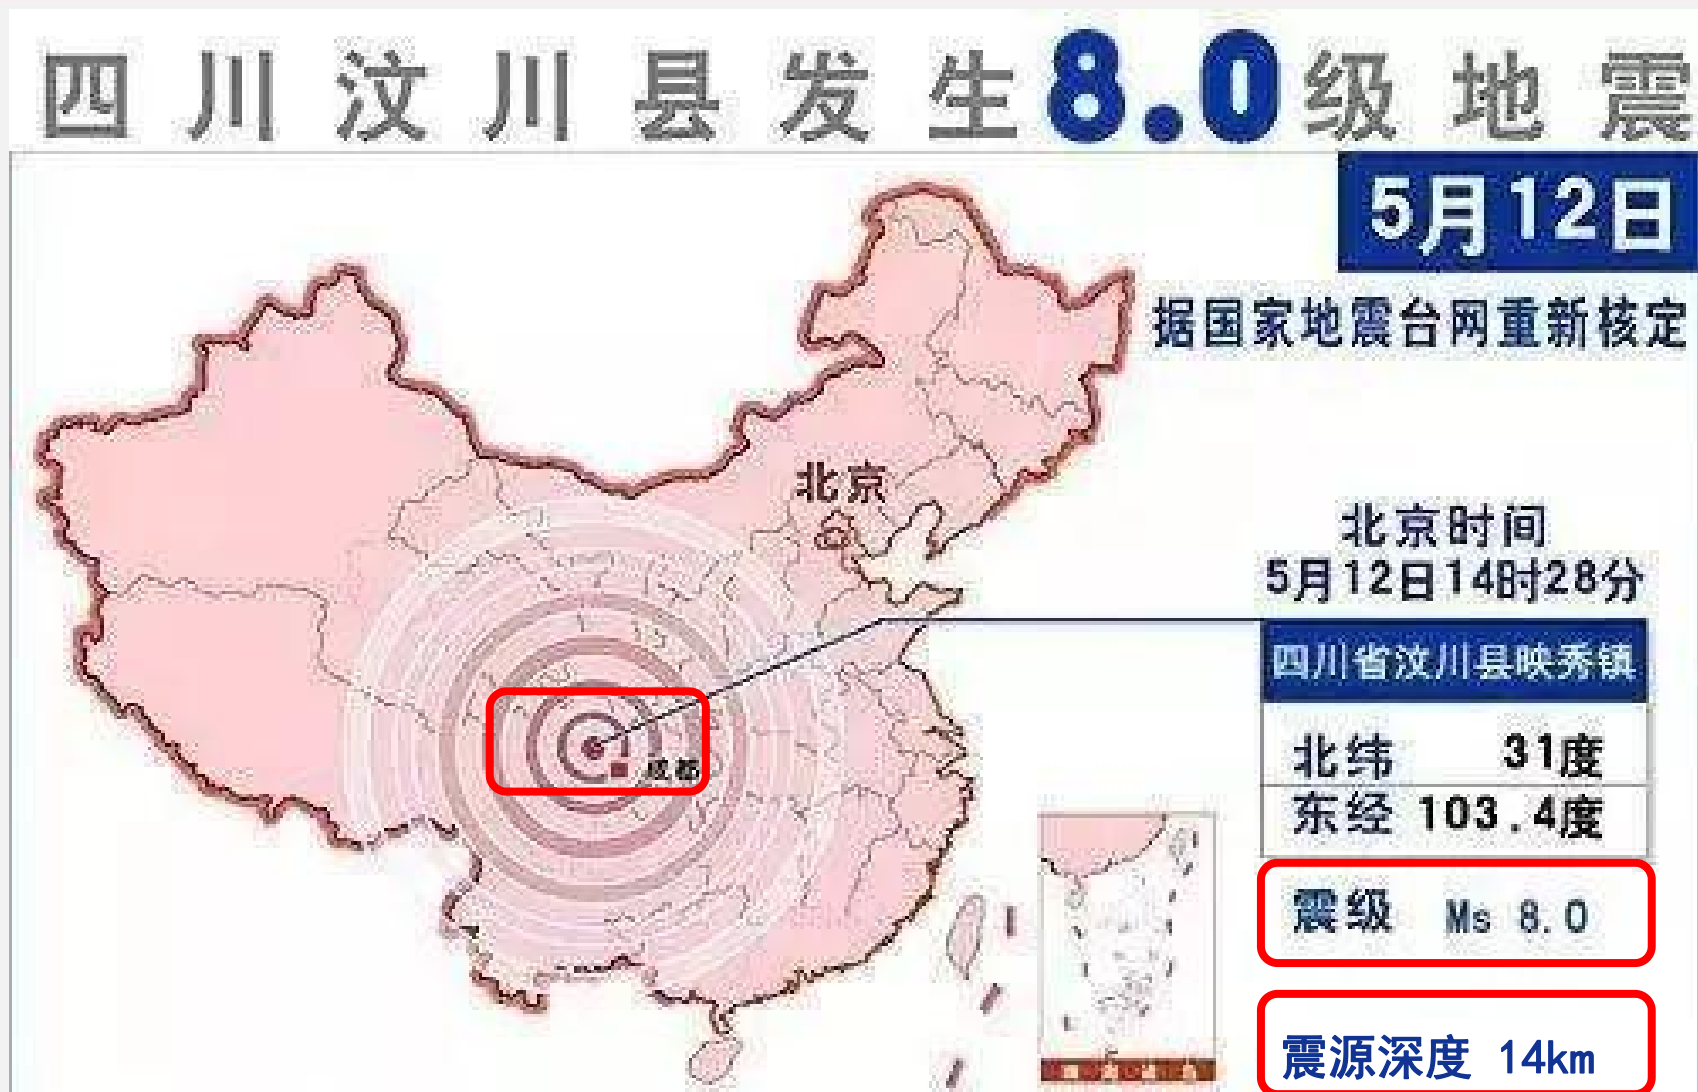 四川汶川县发生8.0级地震
5月12日
据国家地震台网重新核定
北京
北京时间
5月12日14时28分
四川省汶川县映秀镇
北纬 31度
成都
东经 103.4度
震级 Ms 8.0
震源深度 14km